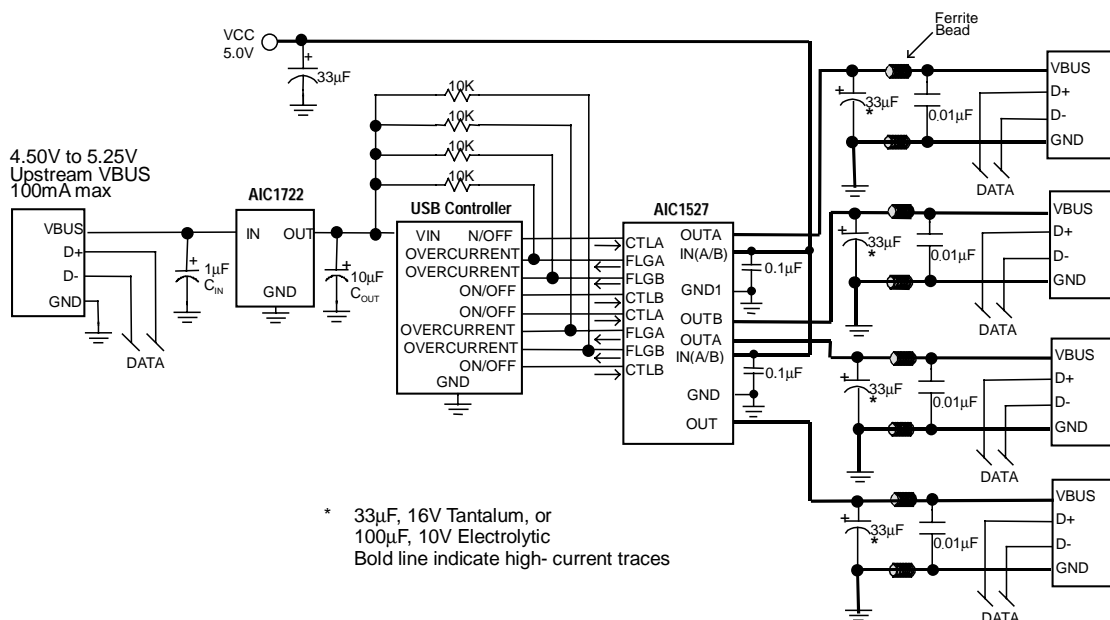 VCC
5.0V
+
33µF
Ferrite
Bead
10K
10K
10K
10K
4.50V to 5.25V
Upstream VBUS
100mA max
VBUS
D+
D-
GND
DATA
+
1µF
CIN
AIC1722
IN OUT
GND
+
10µF
COUT
USB Controller
VIN N/OFF
OVERCURRENT
OVERCURRENT
ON/OFF
ON/OFF
OVERCURRENT
OVERCURRENT
ON/OFF
GND
AIC1527
CTLA
FLGA
FLGB
CTLB
CTLA
FLGA
FLGB
CTLB
OUTA
IN(A/B)
GND1
OUTB
OUTA
IN(A/B)
GND
OUT
0.1µF
0.1µF
+
33µF
*
0.01µF
VBUS
D+
D-
GND
DATA
+
33µF
*
0.01µF
VBUS
D+
D-
GND
DATA
+
33µF
*
0.01µF
VBUS
D+
D-
GND
DATA
+
33µF
*
0.01µF
VBUS
D+
D-
GND
DATA
* 33µF, 16V Tantalum, or
100µF, 10V Electrolytic
Bold line indicate high- current traces